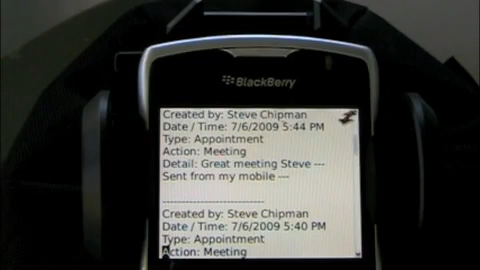 BlackBerry
Created by: Steve Chipman
Date / Time: 7/6/2009 5:44 PM
Type: Appointment
Action: Meeting
Detail: Great meeting Steve ---
Sent from my mobile ---
----------------------------
Created by: Steve Chipman
Date / Time: 7/6/2009 5:40 PM
Type: Appointment
Action: Meeting